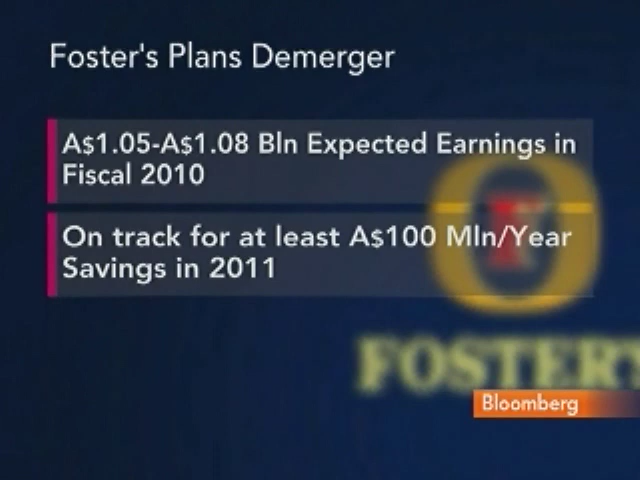 Foster's Plans Demerger
A$1.05-A$1.08 Bln Expected Earnings in
Fiscal 2010
On track for at least A$100 Mln/Year
Savings in 2011
FOSTER'S
Bloomberg